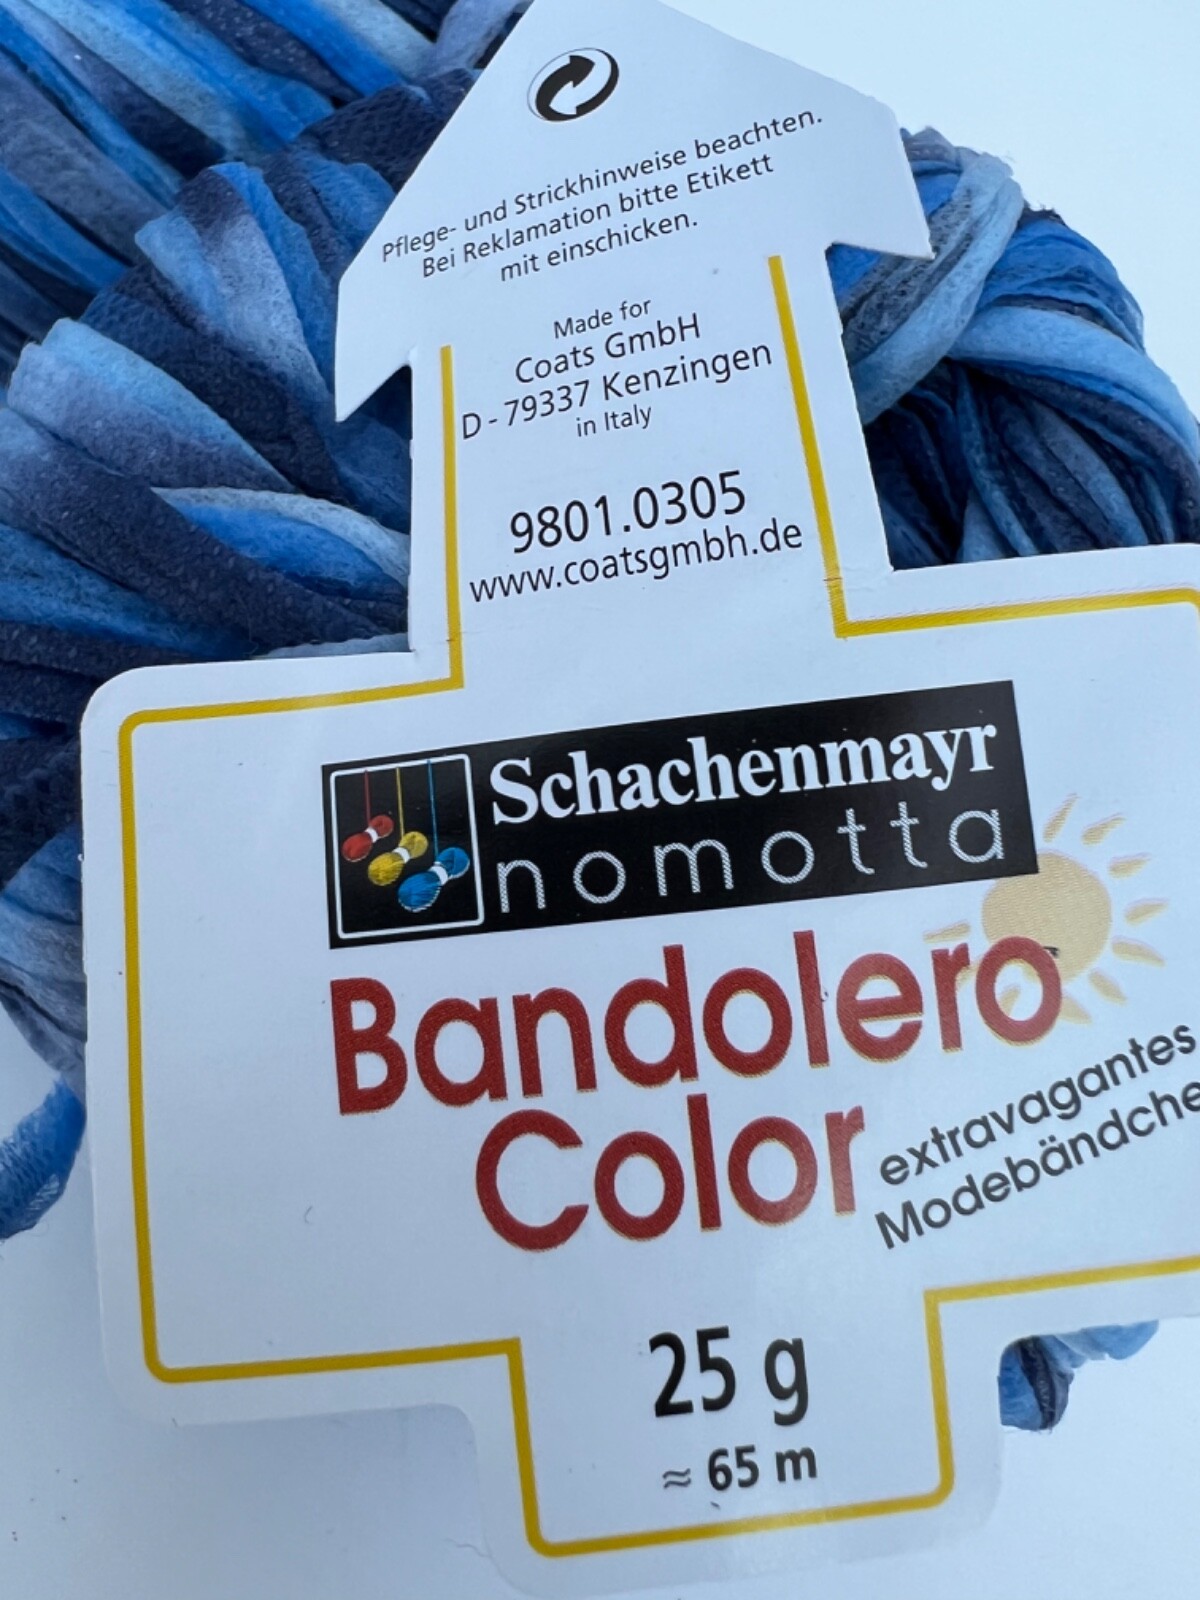 Pflege- und Strickhinweise beachten.
Bei Reklamation bitte Etikett
mit einschicken.
Made for
Coats GmbH
D - 79337 Kenzingen
in Italy
9801.0305
www.coatsgmbh.de
Schachenmayr
nomotta
Bandolero
Color
extravagantes
Modebändche
25 g
≈ 65 m